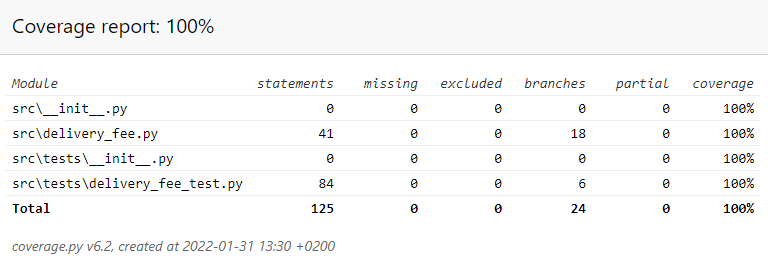 Coverage report: 100%
Module statements missing excluded branches partial coverage
src\__init__.py 0 0 0 0 0 100%
src\delivery_fee.py 41 0 0 18 0 100%
src\tests\__init__.py 0 0 0 0 0 100%
src\tests\delivery_fee_test.py 84 0 0 6 0 100%
Total 125 0 0 24 0 100%
coverage.py v6.2, created at 2022-01-31 13:30 +0200